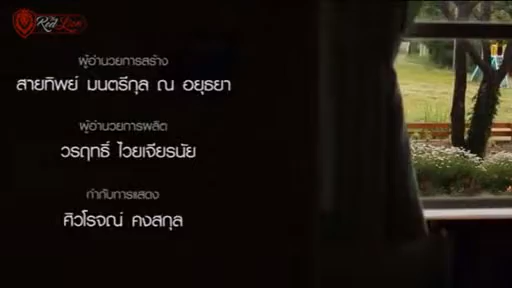 Red Lion
ผู้อำนวยการสร้าง
สายทิพย์ มนตรีกุล ณ อยุธยา
ผู้อำนวยการผลิต
วรฤทธิ์ ไวยเจียรนัย
กำกับการแสดง
ศิวโรจณ์ คงสกุล